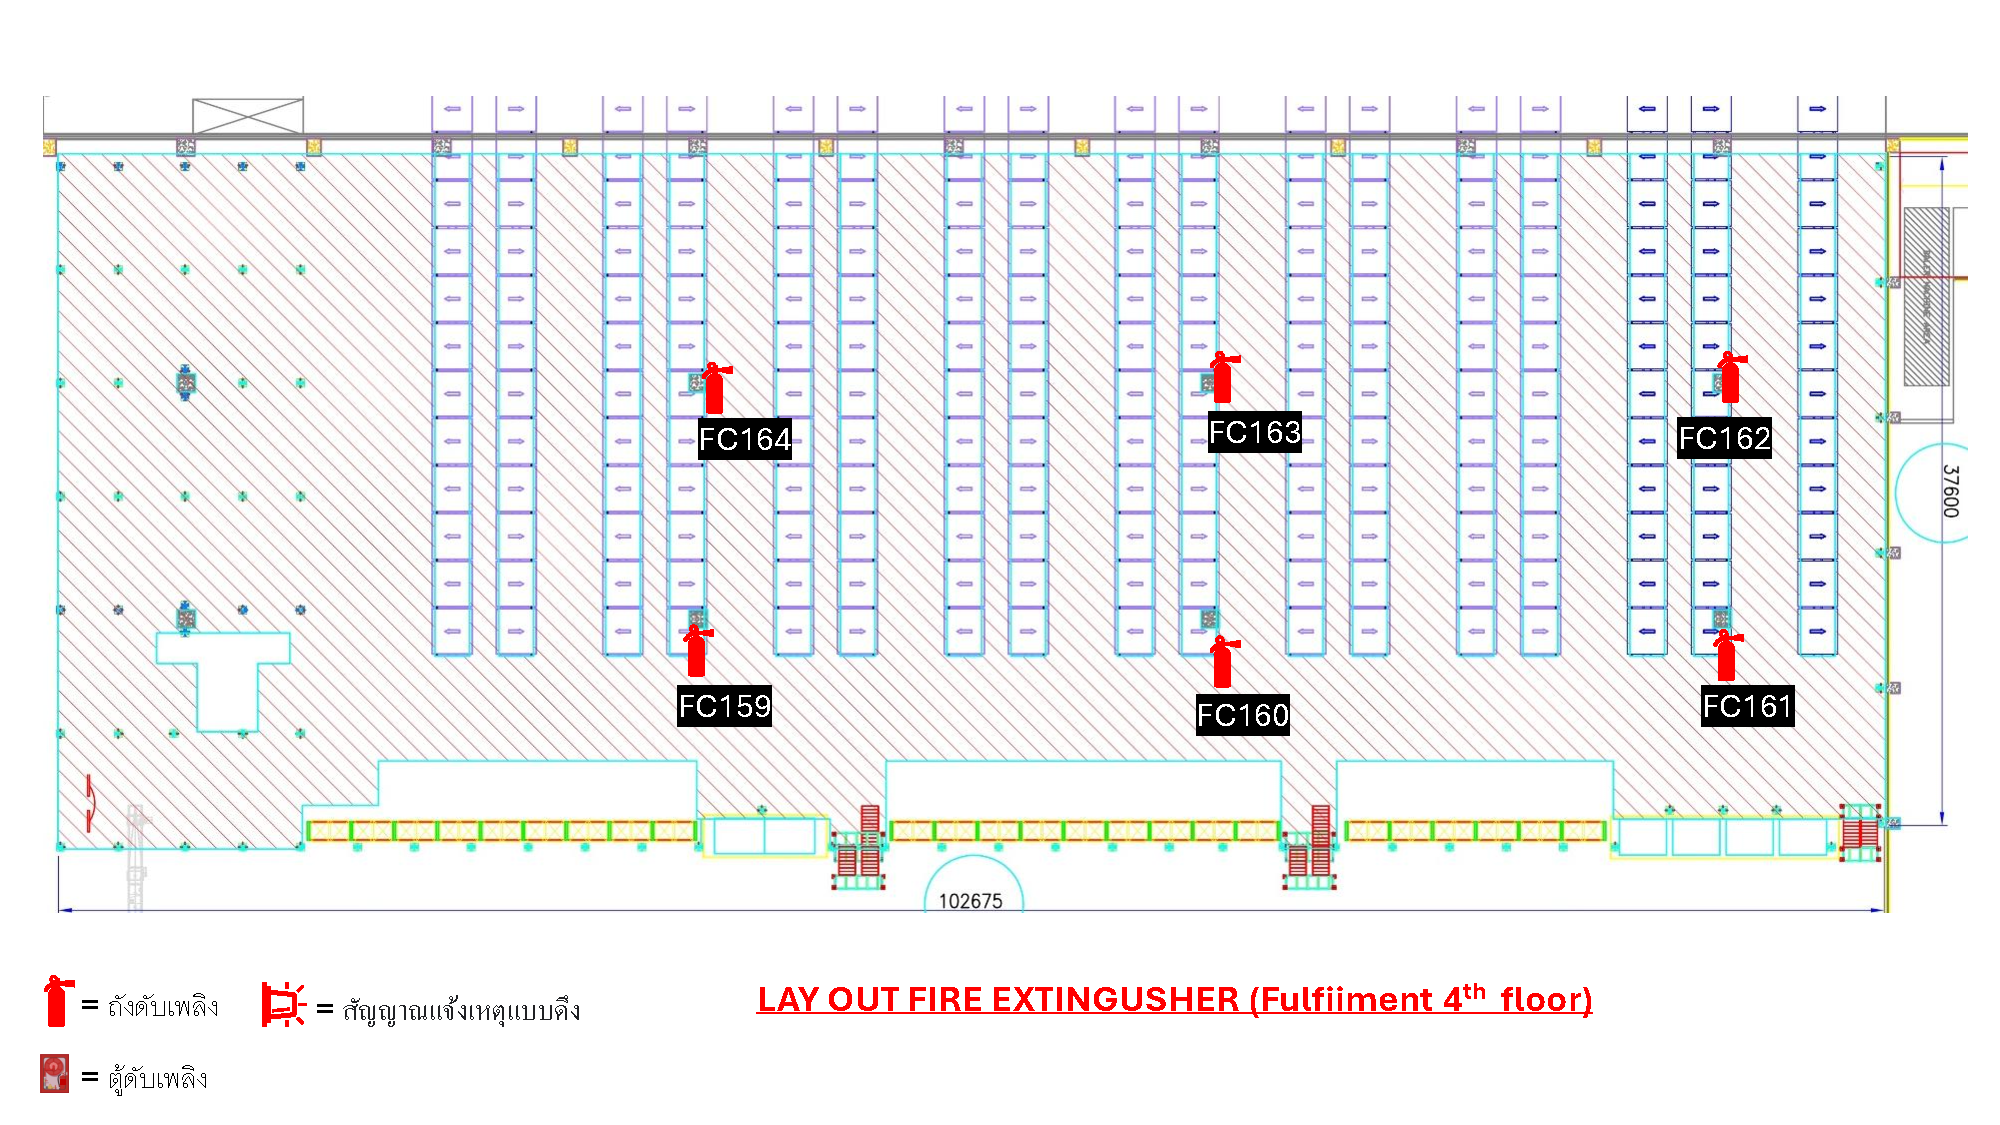 FC164
FC163
FC162
FC159
FC160
FC161
37600
102675
= ถังดับเพลิง
= สัญญาณแจ้งเหตุแบบดึง
LAY OUT FIRE EXTINGUSHER (Fulfiiment 4th floor)
= ตู้ดับเพลิง